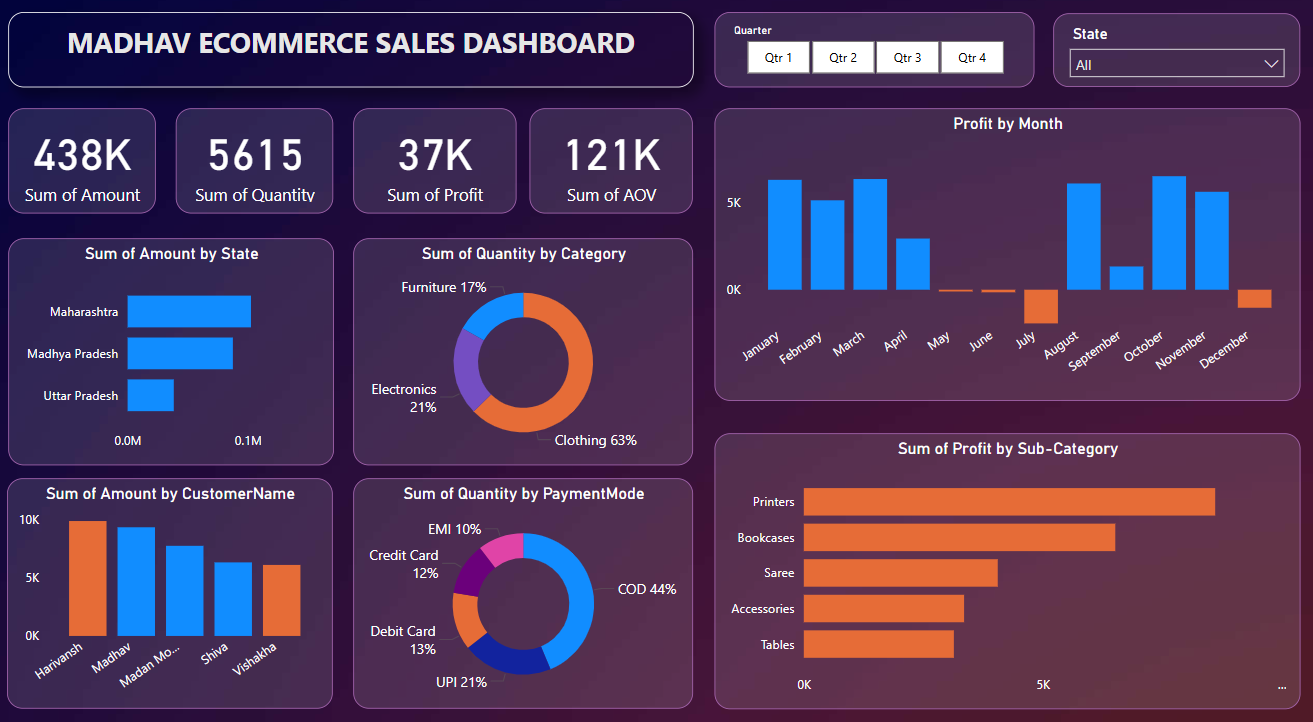 MADHAV ECOMMERCE SALES DASHBOARD
Quarter
Qtr 1
Qtr 2
Qtr 3
Qtr 4
State
All
438K
Sum of Amount
5615
Sum of Quantity
37K
Sum of Profit
121K
Sum of AOV
Profit by Month
5K
0K
January
February
March
April
May
June
July
August
September
October
November
December
Sum of Amount by State
Maharashtra
Madhya Pradesh
Uttar Pradesh
0.0M
0.1M
Sum of Quantity by Category
Furniture 17%
Electronics
21%
Clothing 63%
Sum of Amount by CustomerName
10K
5K
0K
Harivansh
Madhav
Madan Mo...
Shiva
Vishakha
Sum of Quantity by PaymentMode
EMI 10%
Credit Card
12%
COD 44%
Debit Card
13%
UPI 21%
Sum of Profit by Sub-Category
Printers
Bookcases
Saree
Accessories
Tables
0K
5K
...